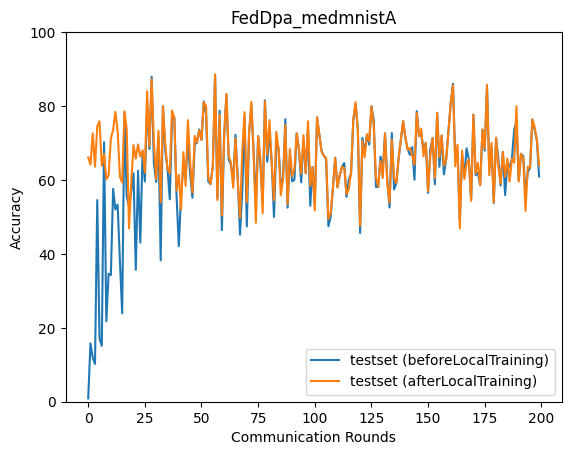 FedDpa_medmnistA
100
80
60
40
20
0
Accuracy
0 25 50 75 100 125 150 175 200
Communication Rounds
testset (beforeLocalTraining)
testset (afterLocalTraining)